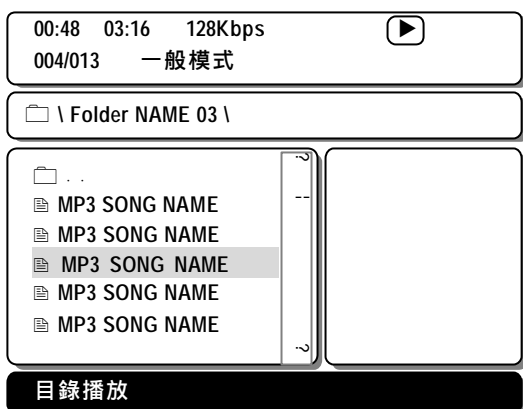 00:48 03:16 128Kbps
004/013 一般模式
\ Folder NAME 03 \
. .
MP3 SONG NAME
MP3 SONG NAME
MP3 SONG NAME
MP3 SONG NAME
MP3 SONG NAME
目錄播放